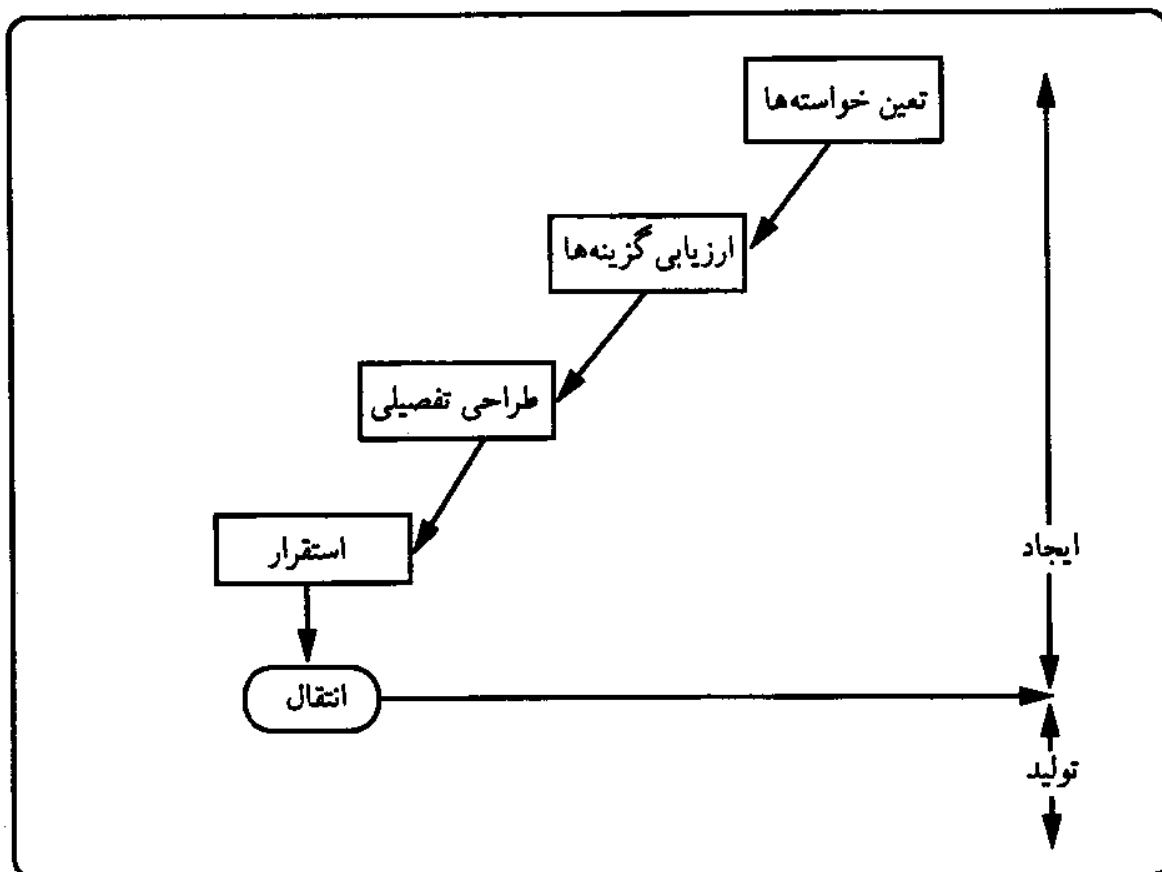 تعین خواسته‌ها
ارزیابی گزینه‌ها
طراحی تفصیلی
استقرار
ایجاد
انتقال
تولید